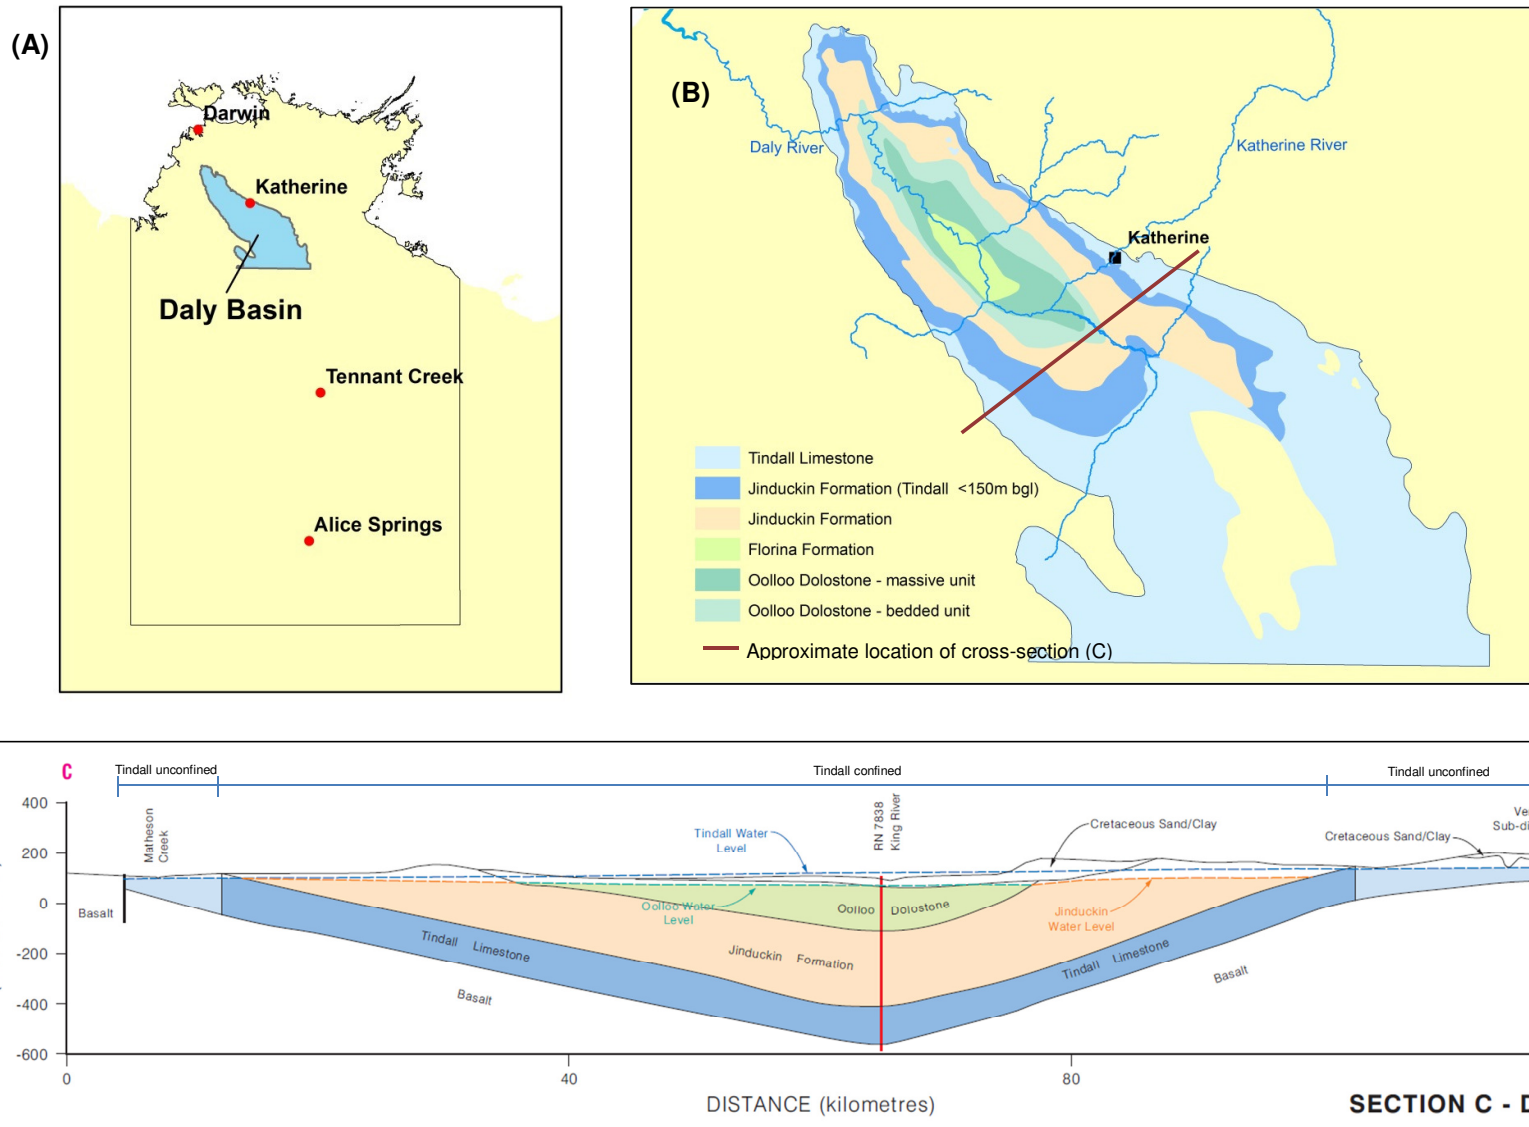 (A)
Darwin
Katherine
Daly Basin
Tennant Creek
Alice Springs
(B)
Daly River
Katherine River
Katherine
Tindall Limestone
Jinduckin Formation (Tindall <150m bgl)
Jinduckin Formation
Florina Formation
Oolloo Dolostone - massive unit
Oolloo Dolostone - bedded unit
Approximate location of cross-section (C)
C
Tindall unconfined
Tindall confined
Tindall unconfined
400
200
0
-200
-400
-600
Matheson
Creek
Tindall Water
Level
RN 7838
King River
Cretaceous Sand/Clay
Cretaceous Sand/Clay
Ve
Sub-di
Basalt
Oolloo Water
Level
Oolloo Dolostone
Jinduckin
Water Level
Tindall Limestone
Jinduckin Formation
Tindall Limestone
Basalt
Basalt
0
40
80
DISTANCE (kilometres)
SECTION C -